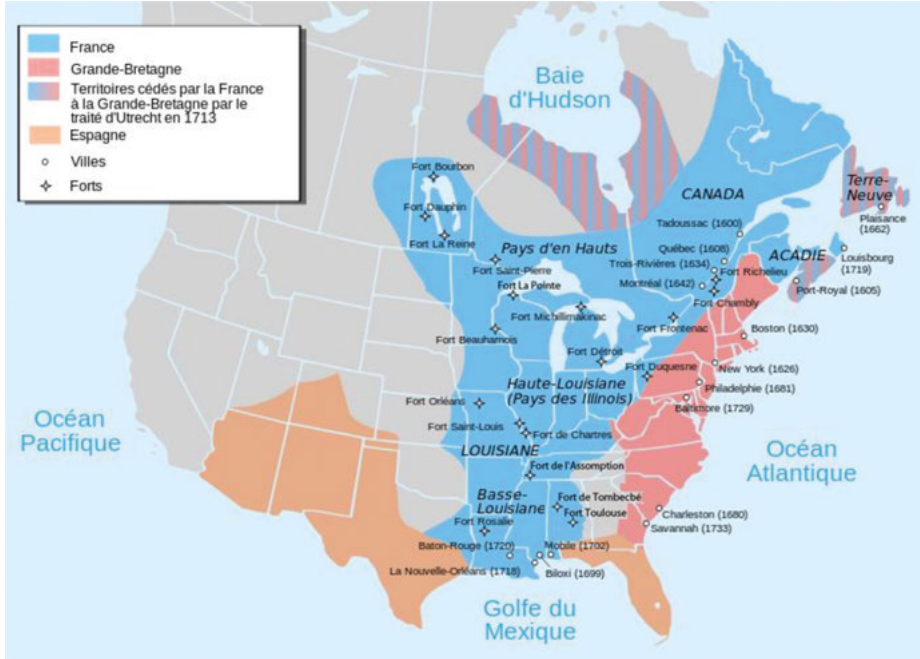 France
Grande-Bretagne
Territoires cédés par la France
à la Grande-Bretagne par le
traité d'Utrecht en 1713
Espagne
Villes
Forts
Baie
d'Hudson
Fort Bourbon
Fort Dauphin
Fort La Reine
CANADA
Terre-
Neuve
Plaisance
(1662)
Tadoussac (1600)
Pays d'en Hauts
Québec (1608)
ACADIE
Louisbourg
(1719)
Trois-Rivières (1634)
Fort Richelieu
Fort Saint-Pierre
Montréal (1642)
Port-Royal (1605)
Fort La Pointe
Fort Chambly
Fort Michillimakinac
Fort Frontenac
Boston (1630)
Fort Beauharnois
Fort Détroit
Fort Duquesne
New York (1626)
Haute-Louisiane
(Pays des Illinois)
Philadelphie (1681)
Fort Orléans
Baltimore (1729)
Océan
Pacifique
Fort Saint-Louis
Fort de Chartres
LOUISIANE
Océan
Atlantique
Fort de l'Assomption
Basse-
Louisiane
Fort de Tombecbé
Fort Toulouse
Charleston (1680)
Fort Rosalie
Savannah (1733)
Baton-Rouge (1720)
Mobile (1702)
La Nouvelle-Orléans (1718)
Biloxi (1699)
Golfe du
Mexique